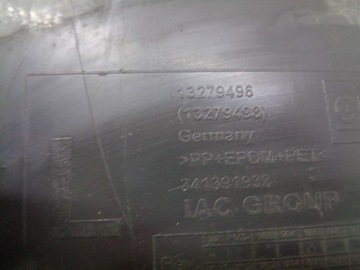 13279496
(13279498)
Germany
>PP+EPDM+PE<
341391938
IAC GROUP